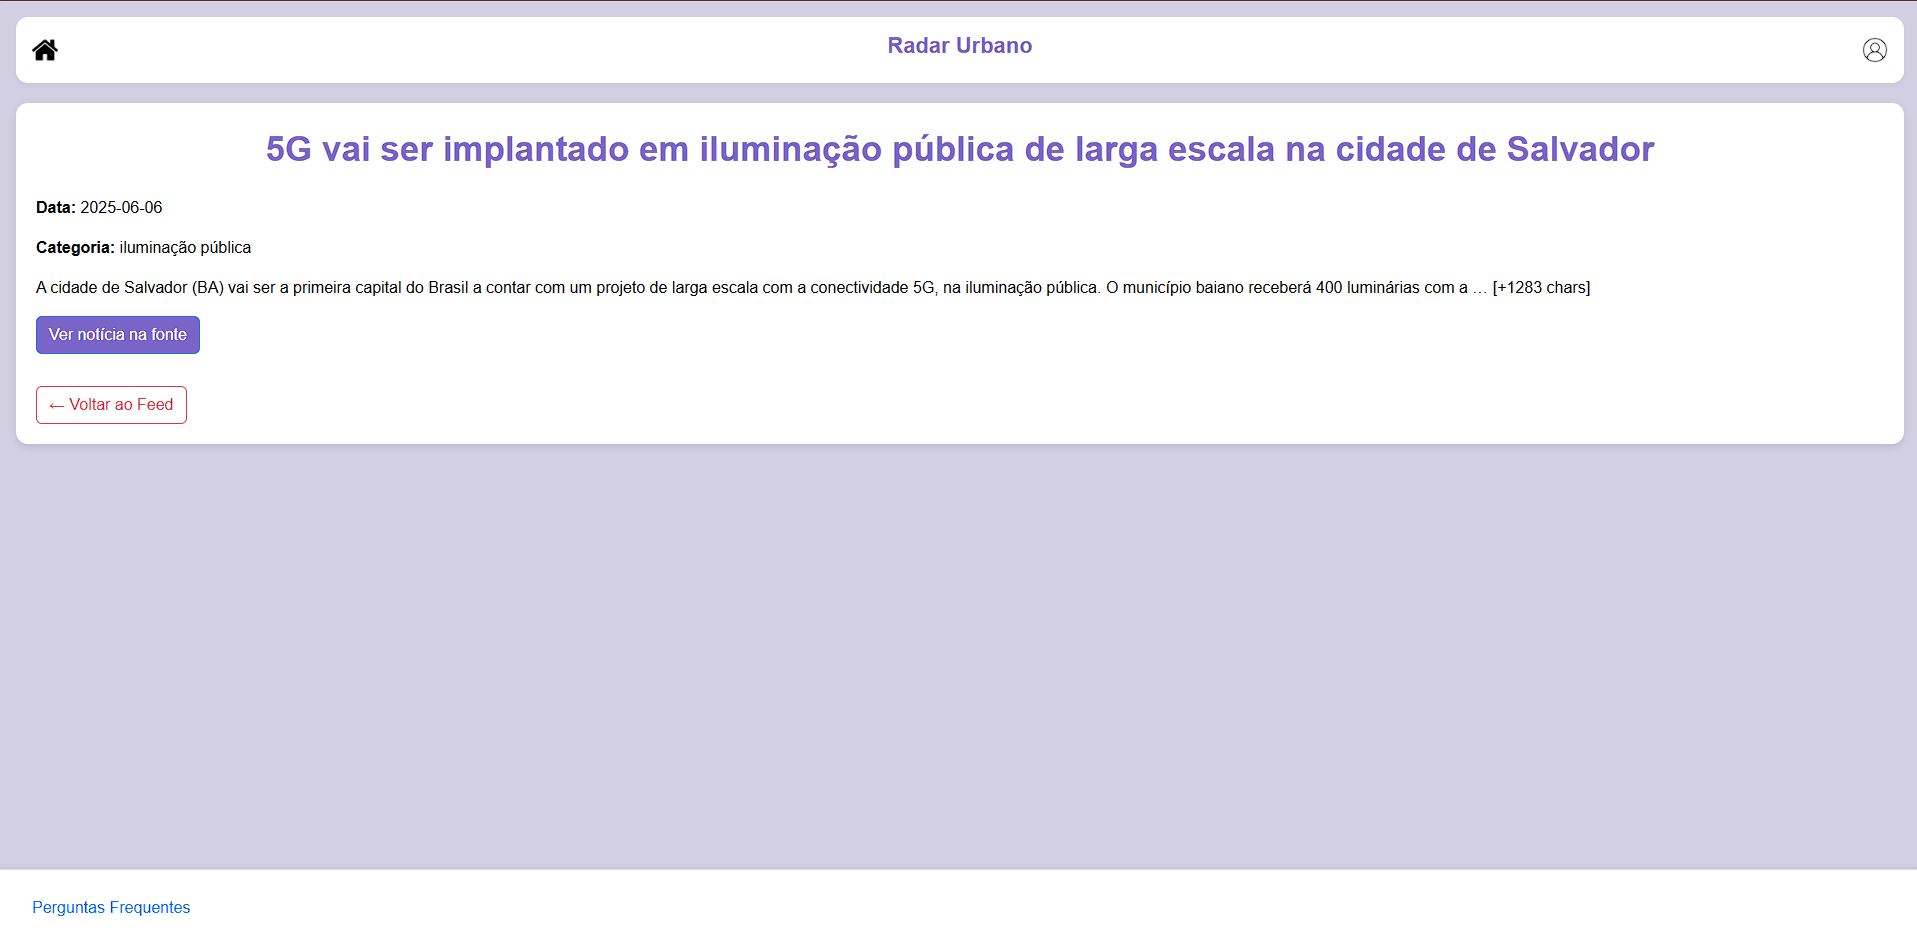 Radar Urbano
5G vai ser implantado em iluminação pública de larga escala na cidade de Salvador
Data: 2025-06-06
Categoria: iluminação pública
A cidade de Salvador (BA) vai ser a primeira capital do Brasil a contar com um projeto de larga escala com a conectividade 5G, na iluminação pública. O município baiano receberá 400 luminárias com a … [+1283 chars]
Ver notícia na fonte
← Voltar ao Feed
Perguntas Frequentes